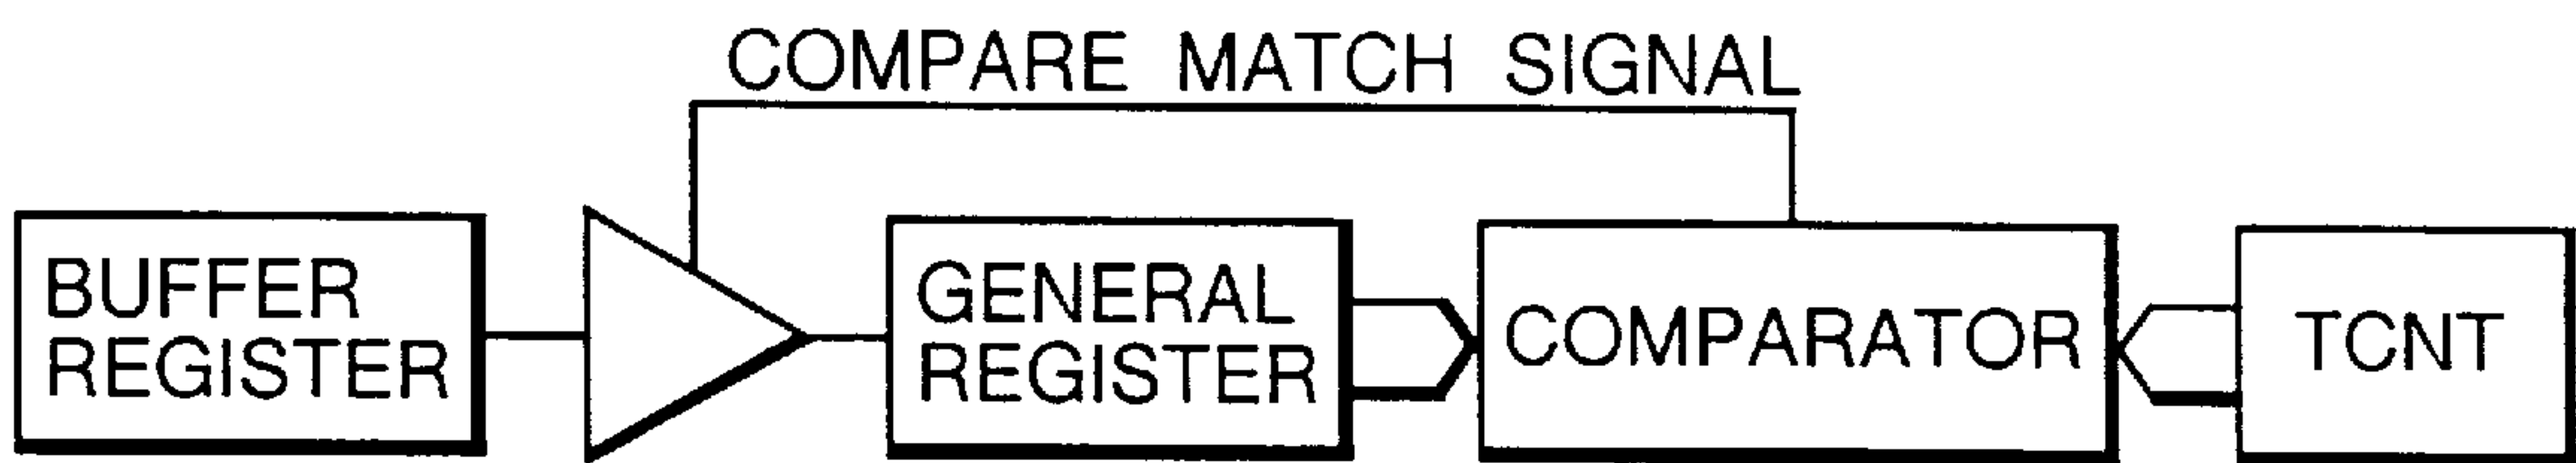 COMPARE MATCH SIGNAL
BUFFER
REGISTER
GENERAL
REGISTER
COMPARATOR
TCNT